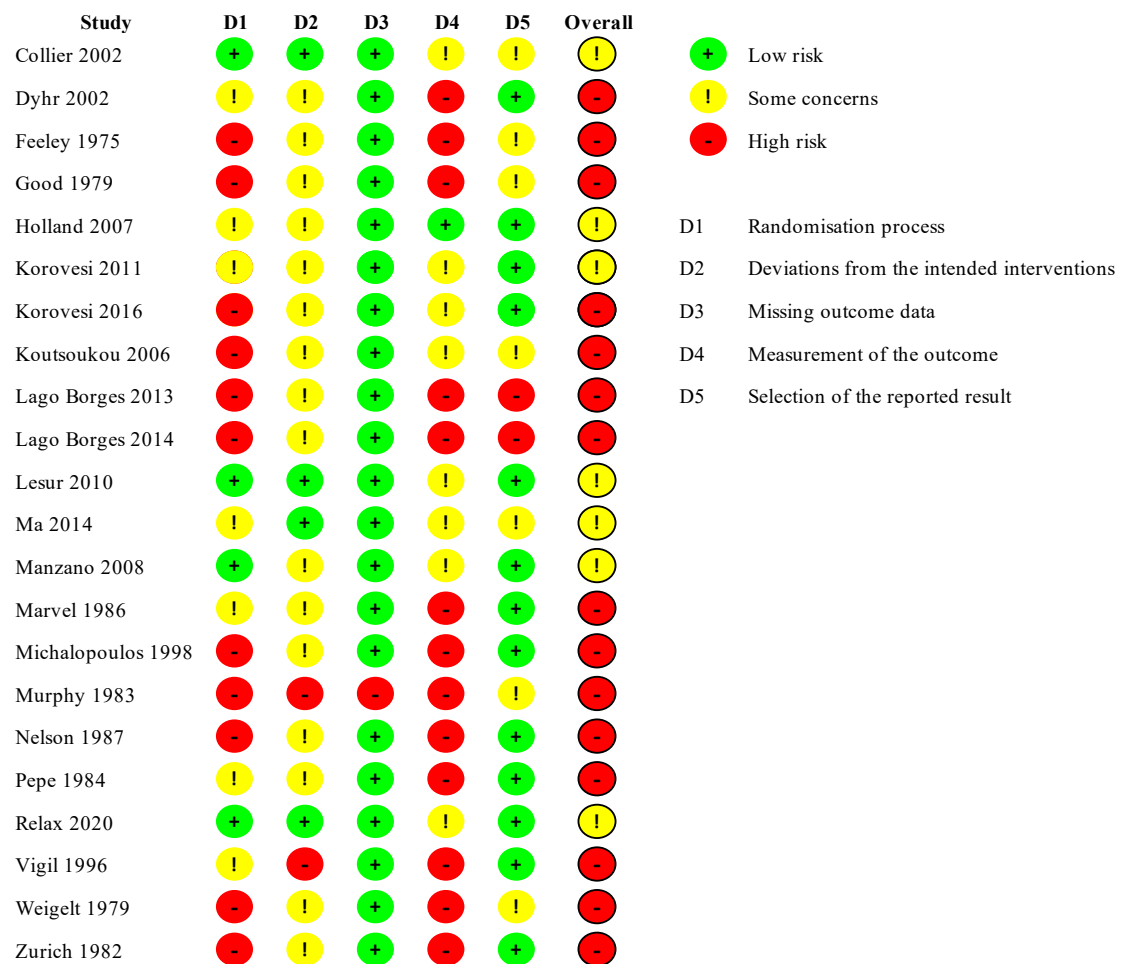 Study D1 D2 D3 D4 D5 Overall
Collier 2002 + + + ! ! ! + Low risk
Dyhr 2002 ! ! + - + - ! Some concerns
Feeley 1975 - ! + - ! - - High risk
Good 1979 - ! + - ! -
Holland 2007 ! ! + + + ! D1 Randomisation process
Korovesi 2011 ! ! + ! + ! D2 Deviations from the intended interventions
Korovesi 2016 - ! + ! + - D3 Missing outcome data
Koutsoukou 2006 - ! + ! ! - D4 Measurement of the outcome
Lago Borges 2013 - ! + - - - D5 Selection of the reported result
Lago Borges 2014 - ! + - - -
Lesur 2010 + + + ! + !
Ma 2014 ! + + ! ! !
Manzano 2008 + ! + ! + !
Marvel 1986 ! ! + - + -
Michalopoulos 1998 - ! + - + -
Murphy 1983 - - - - ! -
Nelson 1987 - ! + - + -
Pepe 1984 ! ! + - + -
Relax 2020 + + + ! + !
Vigil 1996 ! - + - + -
Weigelt 1979 - ! + - ! -
Zurich 1982 - ! + - + -